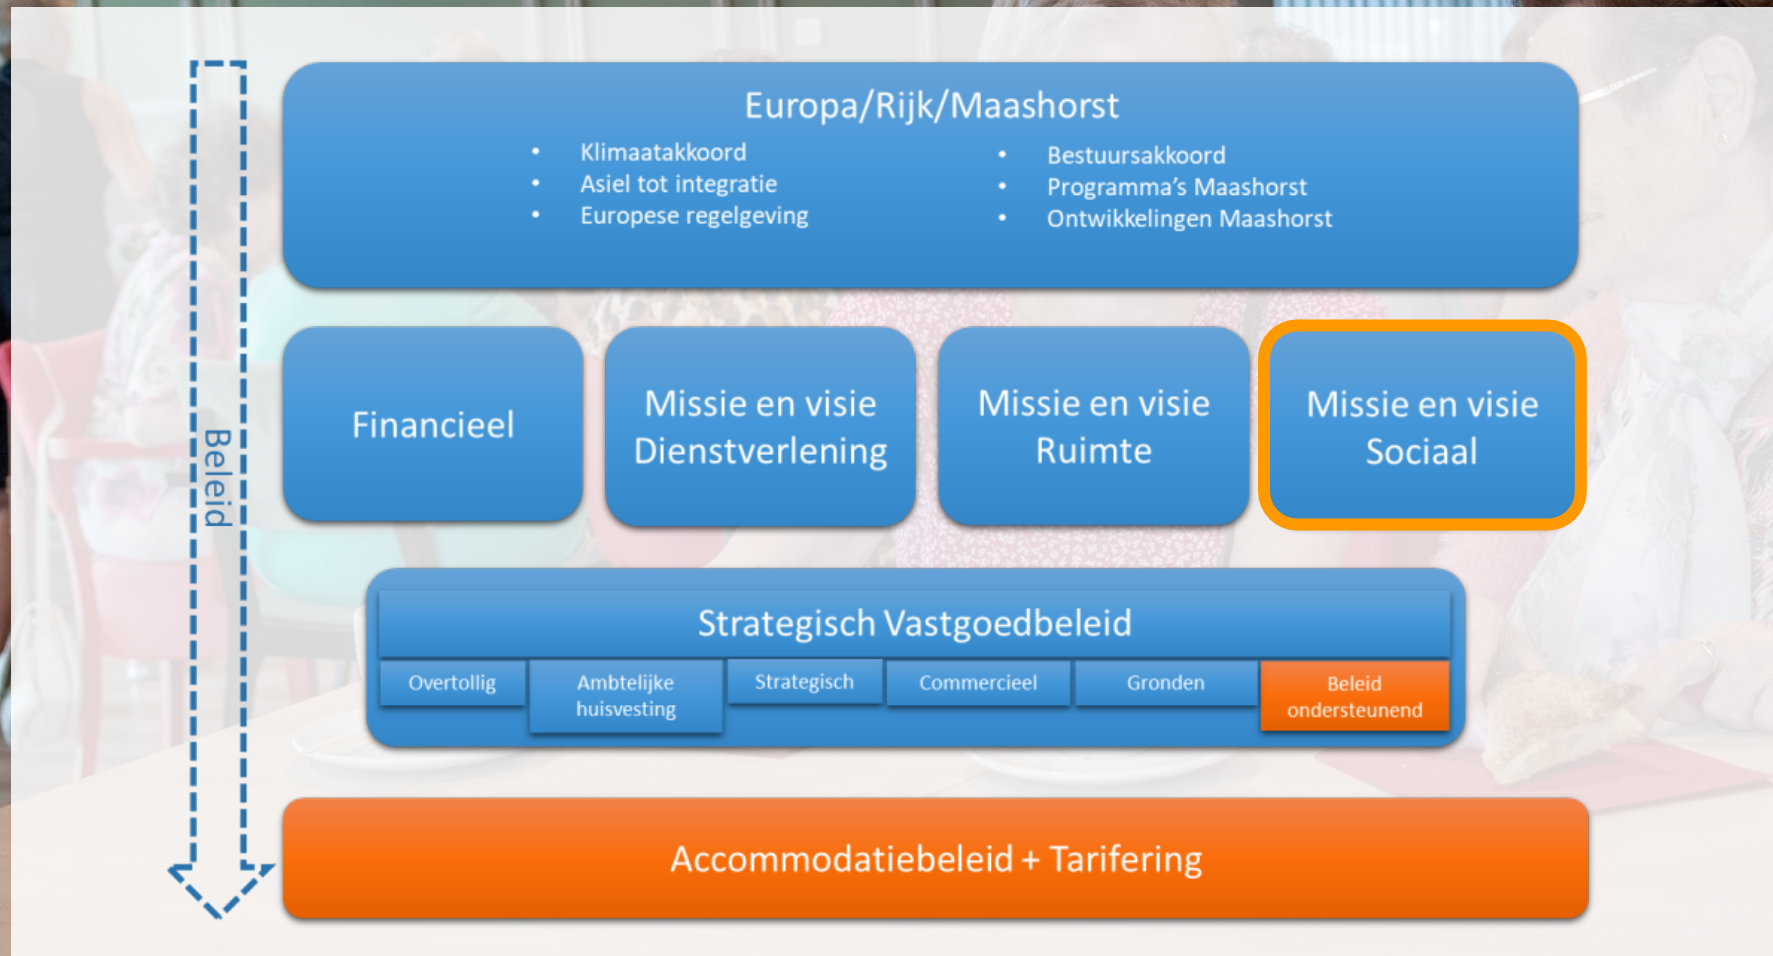 Europa/Rijk/Maashorst
• Klimaatakkoord
• Asiel tot integratie
• Europese regelgeving
• Bestuursakkoord
• Programma's Maashorst
• Ontwikkelingen Maashorst
Beleid
Financieel
Missie en visie
Dienstverlening
Missie en visie
Ruimte
Missie en visie
Sociaal
Strategisch Vastgoedbeleid
Overtollig
Ambtelijke
huisvesting
Strategisch
Commercieel
Gronden
Beleid
ondersteunend
Accommodatiebeleid + Tarifering